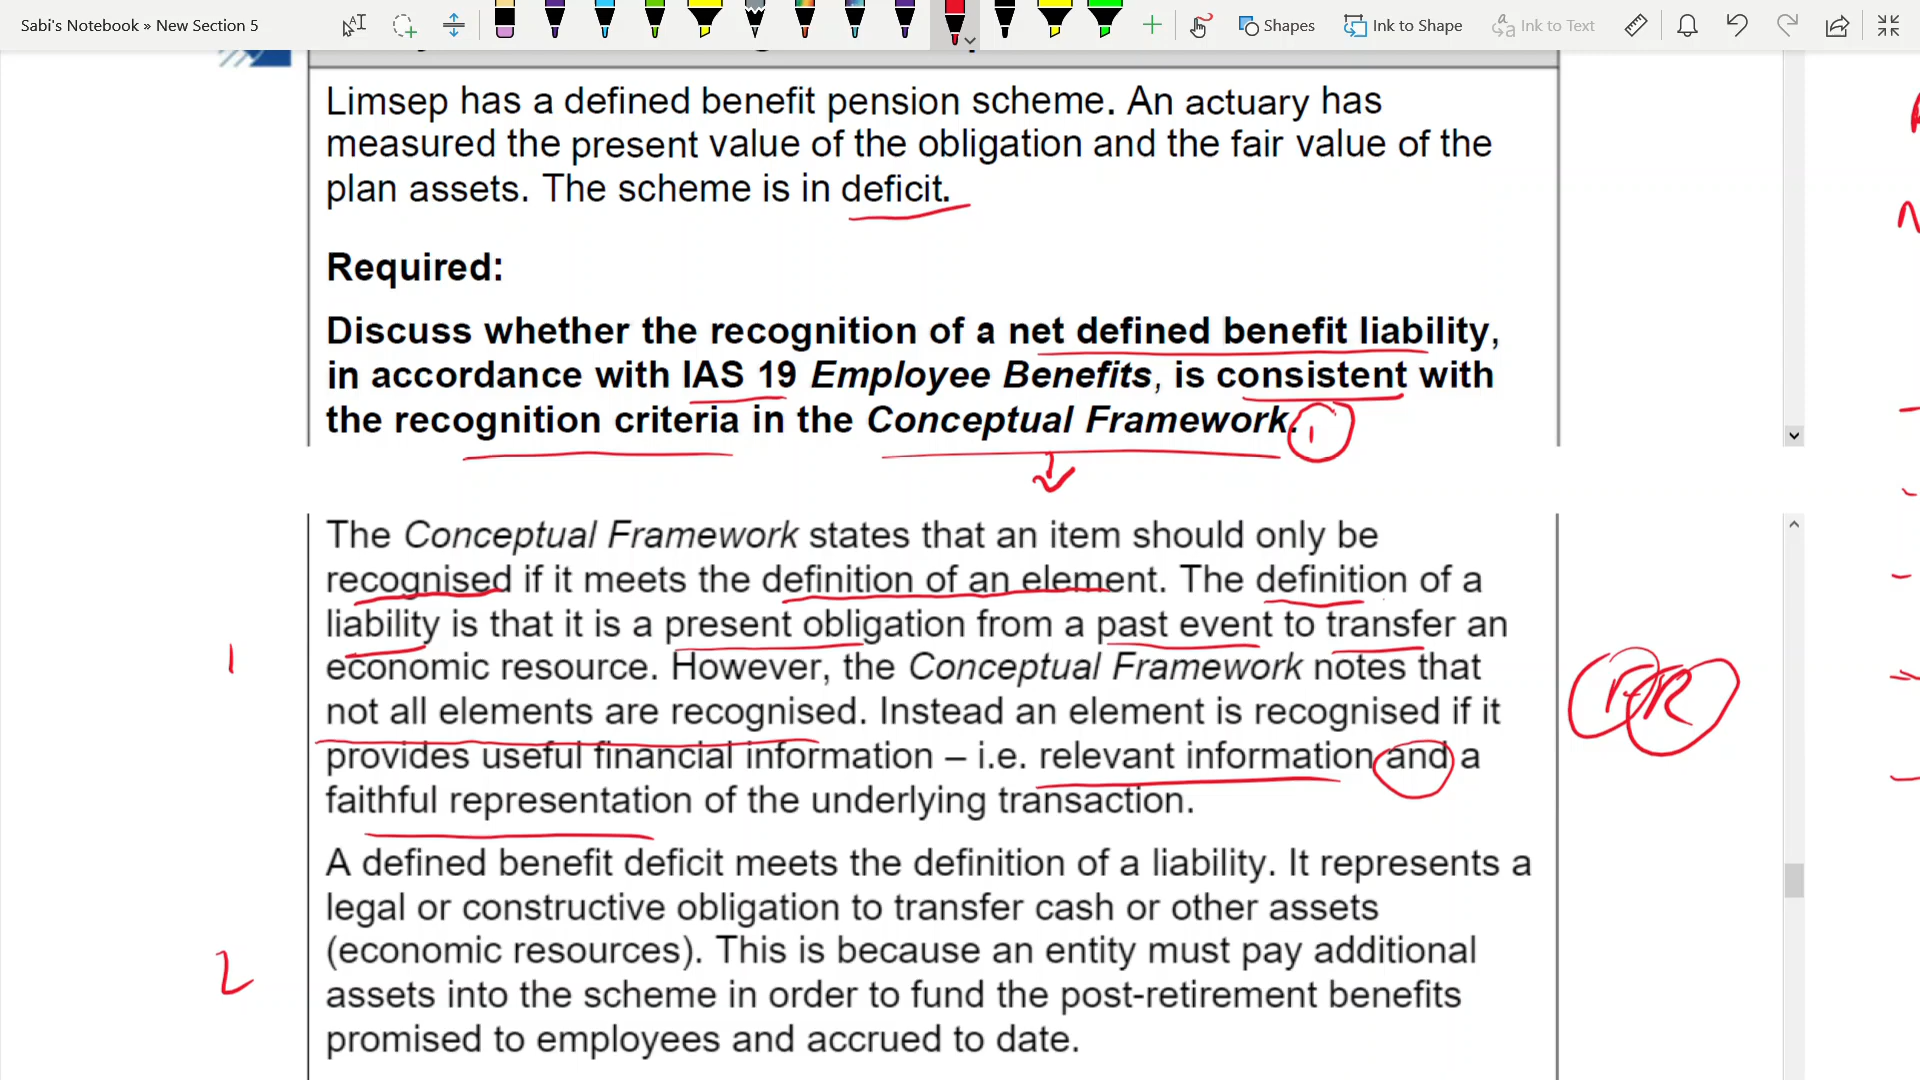 Sabi's Notebook » New Section 5
Shapes
Ink to Shape
Ink to Text
Limsep has a defined benefit pension scheme. An actuary has
measured the present value of the obligation and the fair value of the
plan assets. The scheme is in deficit.
Required:
Discuss whether the recognition of a net defined benefit liability,
in accordance with IAS 19 Employee Benefits, is consistent with
the recognition criteria in the Conceptual Framework.
1
The Conceptual Framework states that an item should only be
recognised if it meets the definition of an element. The definition of a
liability is that it is a present obligation from a past event to transfer an
1
economic resource. However, the Conceptual Framework notes that
not all elements are recognised. Instead an element is recognised if it
provides useful financial information – i.e. relevant information and a
faithful representation of the underlying transaction.
A defined benefit deficit meets the definition of a liability. It represents a
legal or constructive obligation to transfer cash or other assets
(economic resources). This is because an entity must pay additional
2
assets into the scheme in order to fund the post-retirement benefits
promised to employees and accrued to date.